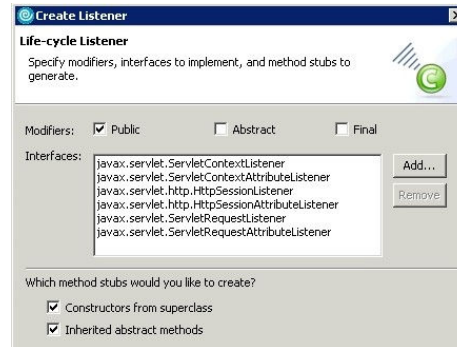 Create Listener
Life-cycle Listener
Specify modifiers, interfaces to implement, and method stubs to
generate.
Modifiers: Public Abstract Final
Interfaces:
javax.servlet.ServletContextListener
javax.servlet.ServletContextAttributeListener
javax.servlet.http.HttpSessionListener
javax.servlet.http.HttpSessionAttributeListener
javax.servlet.ServletRequestListener
javax.servlet.ServletRequestAttributeListener
Add...
Remove
Which method stubs would you like to create?
Constructors from superclass
Inherited abstract methods